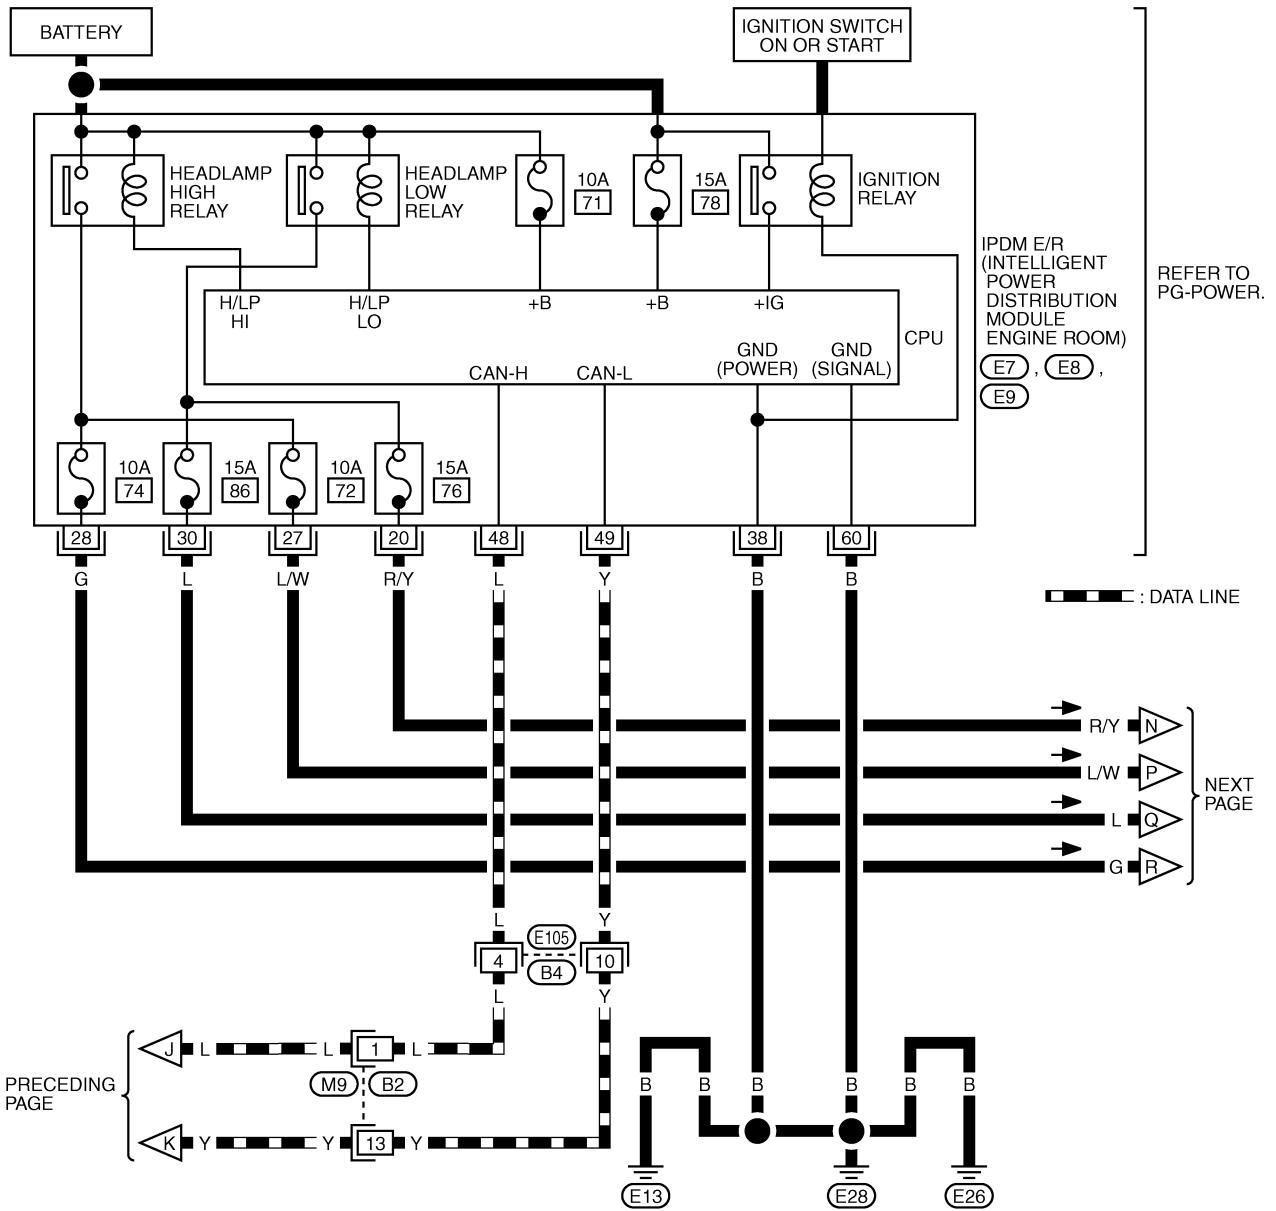 BATTERY
IGNITION SWITCH
ON OR START
HEADLAMP
HIGH
RELAY
HEADLAMP
LOW
RELAY
10A
71
15A
78
IGNITION
RELAY
IPDM E/R
(INTELLIGENT
POWER
DISTRIBUTION
MODULE
ENGINE ROOM)
E7 , E8 ,
E9
REFER TO
PG-POWER.
H/LP
HI
H/LP
LO
+B
+B
+IG
CPU
CAN-H
CAN-L
GND
(POWER)
GND
(SIGNAL)
10A
74
15A
86
10A
72
15A
76
28
30
27
20
48
49
38
60
G
L
L/W
R/Y
L
Y
B
B
: DATA LINE
R/Y
N
L/W
P
L
Q
G
R
NEXT
PAGE
L
Y
4
E105
B4
10
L
Y
PRECEDING
PAGE
J
L
L
1
L
M9
B2
K
Y
Y
13
Y
B
B
B
B
B
B
E13
E28
E26